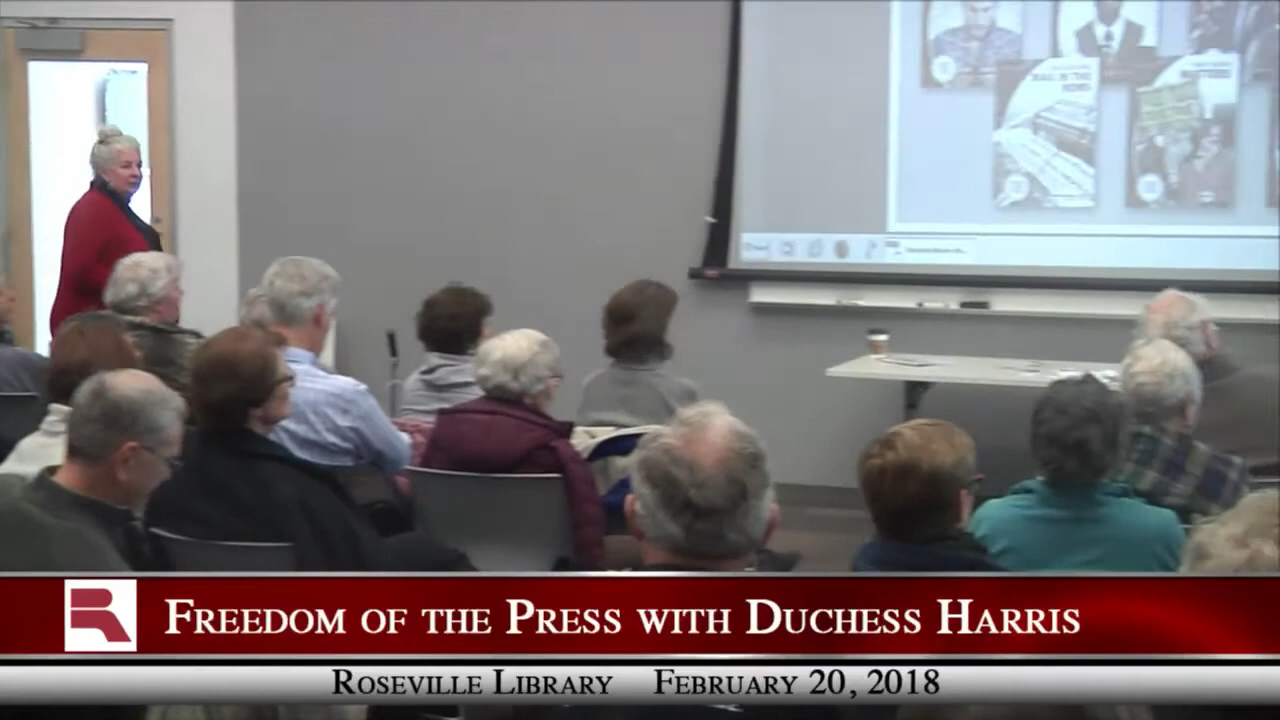 FREEDOM OF THE PRESS WITH DUCHESS HARRIS
ROSEVILLE LIBRARY FEBRUARY 20, 2018